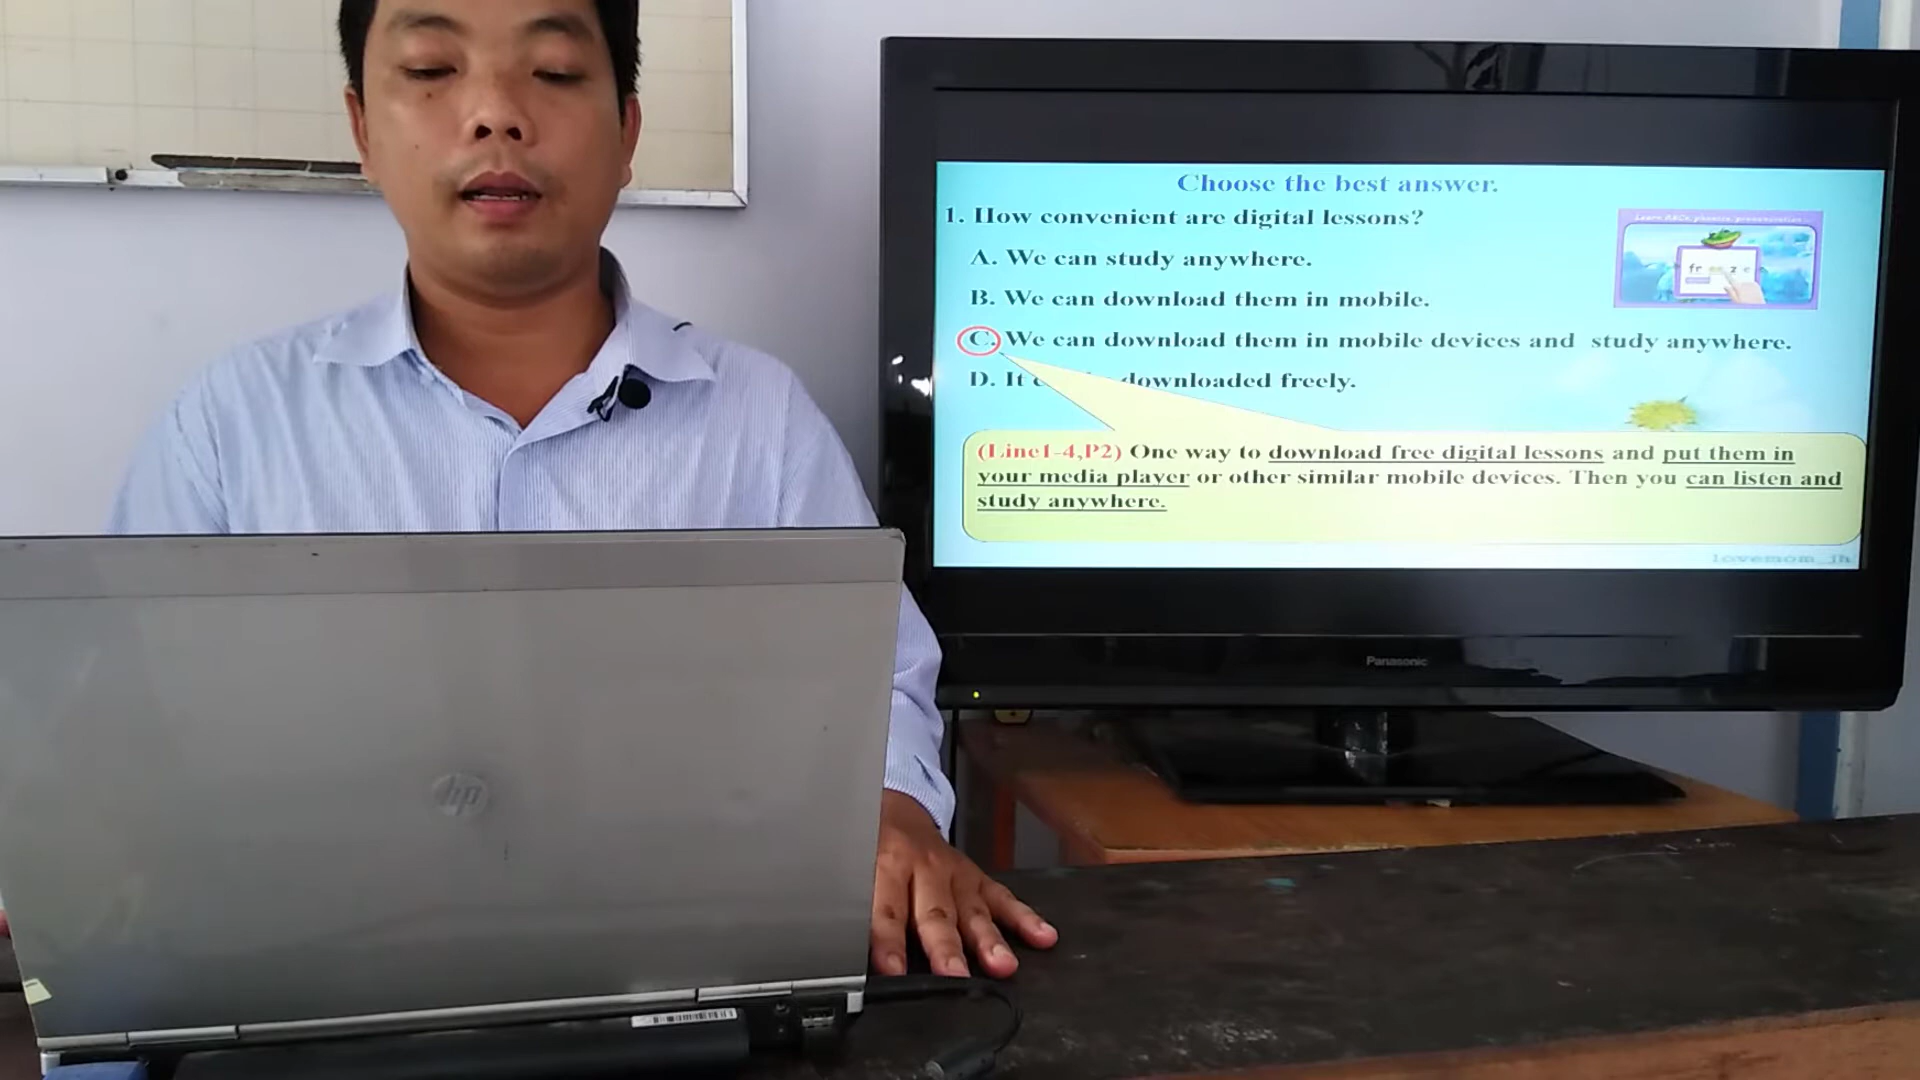 Choose the best answer.
1. How convenient are digital lessons?
A. We can study anywhere.
B. We can download them in mobile.
C. We can download them in mobile devices and study anywhere.
D. It downloaded freely.
(Line1-4,P2) One way to download free digital lessons and put them in
your media player or other similar mobile devices. Then you can listen and
study anywhere.
lovemom_jh
Panasonic
hp